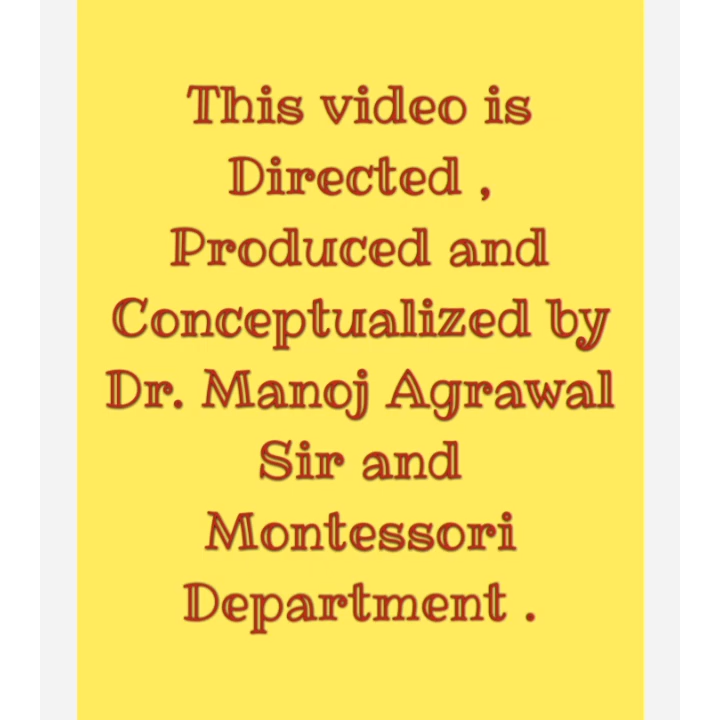 This video is
Directed ,
Produced and
Conceptualized by
Dr. Manoj Agrawal
Sir and
Montessori
Department .